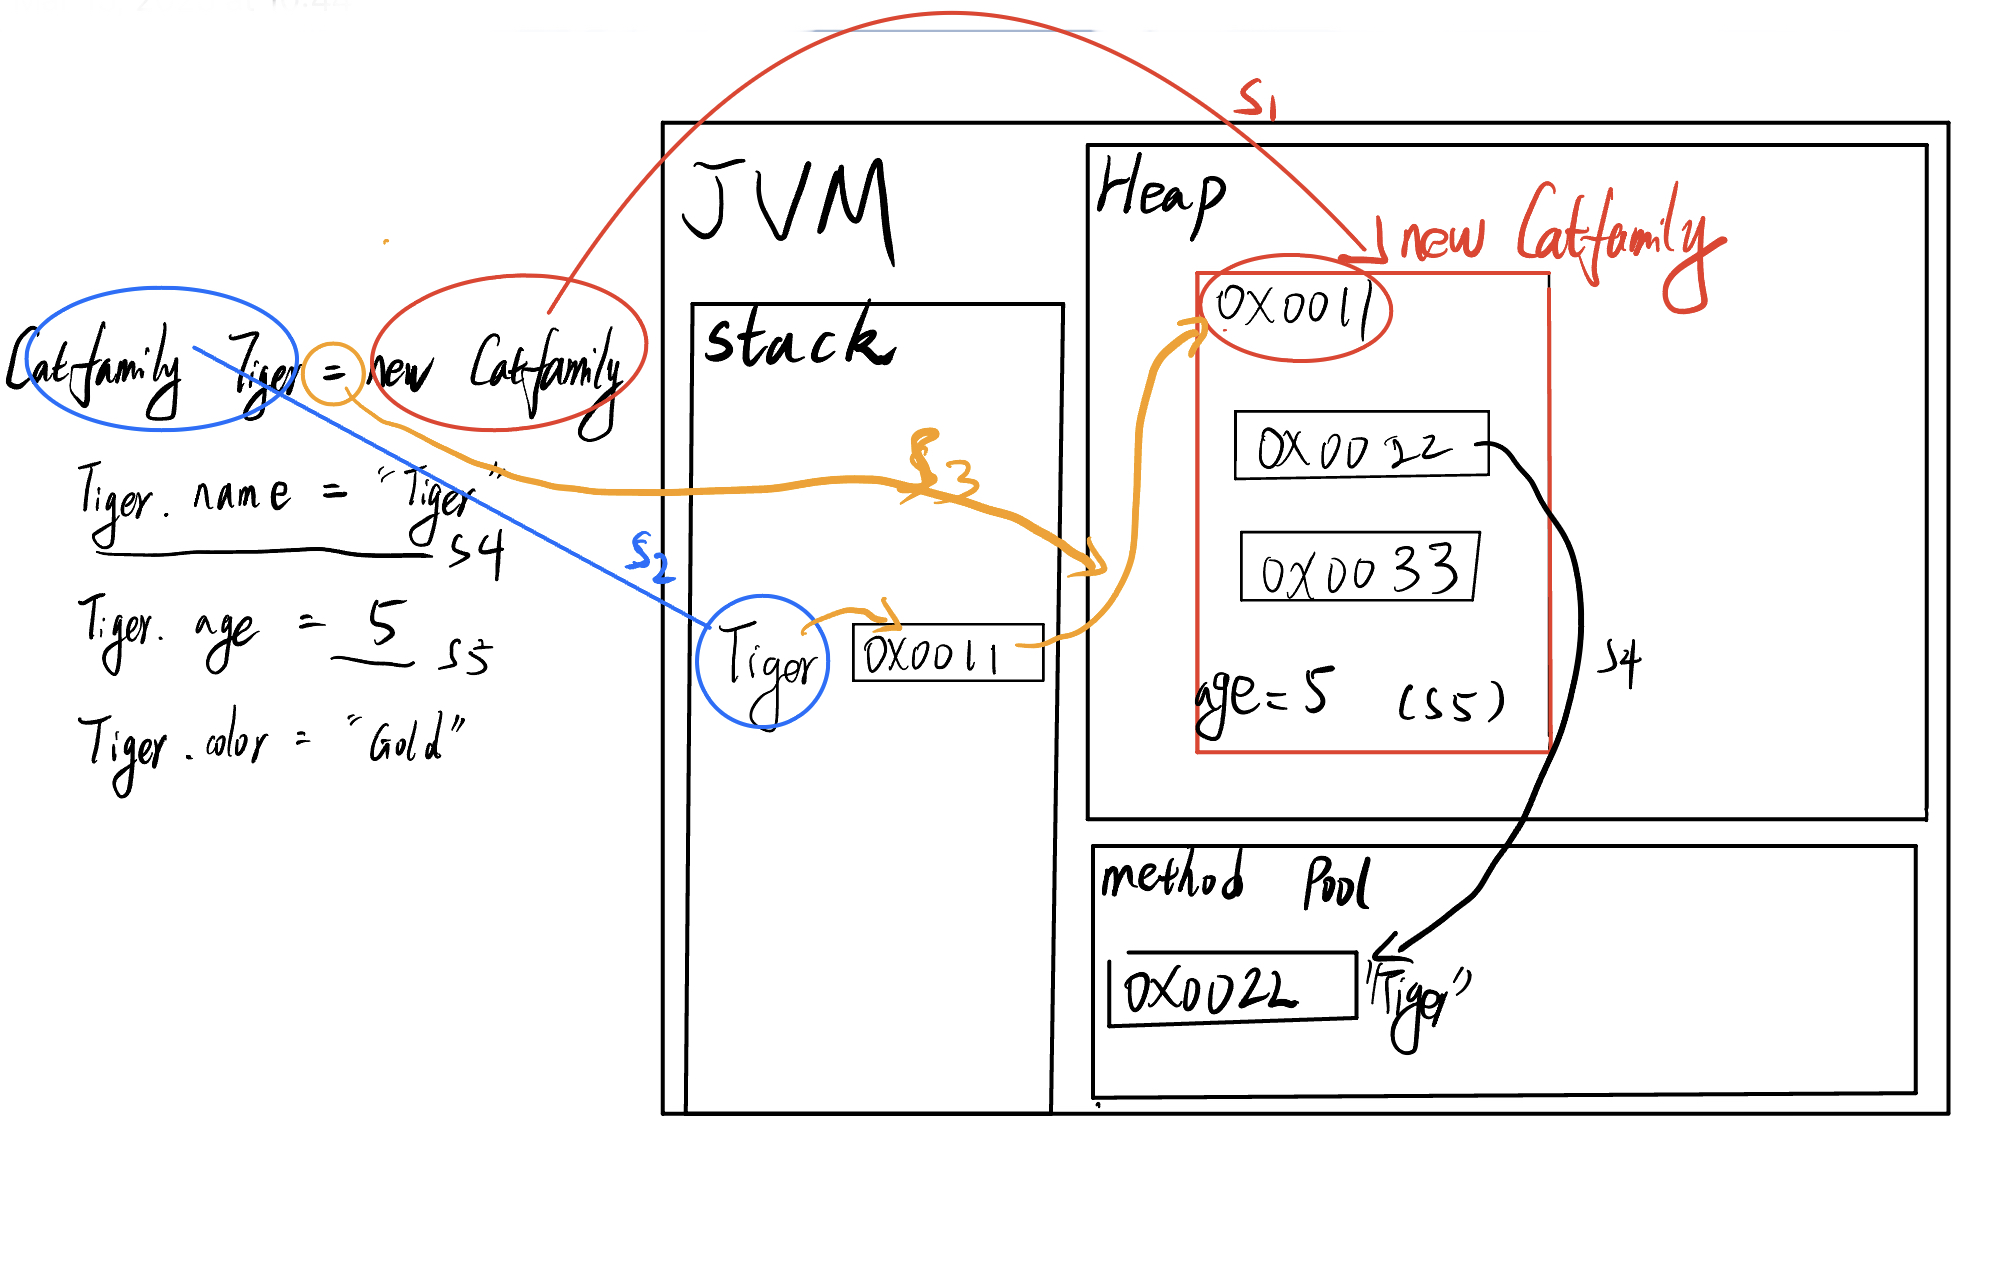 S1
JVM
Heap
new Catfamily
0X0011
Catfamily Tiger = new Catfamily
stack
0X0022
S3
Tiger. name = "Tiger"
S4
S2
0X0033
Tiger. age = 5
S5
Tiger
0X0011
age = 5 (S5)
S4
Tiger. color = "Gold"
method Pool
0X0022
"Tiger"